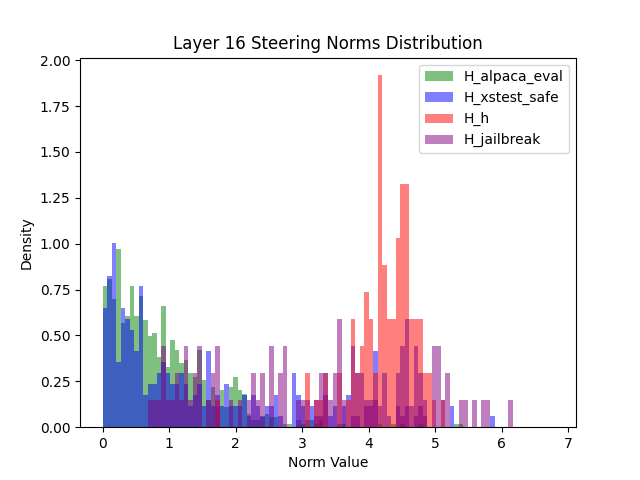 Layer 16 Steering Norms Distribution
H_alpaca_eval
H_xstest_safe
H_h
H_jailbreak
Density
2.00
1.75
1.50
1.25
1.00
0.75
0.50
0.25
0.00
0 1 2 3 4 5 6 7
Norm Value